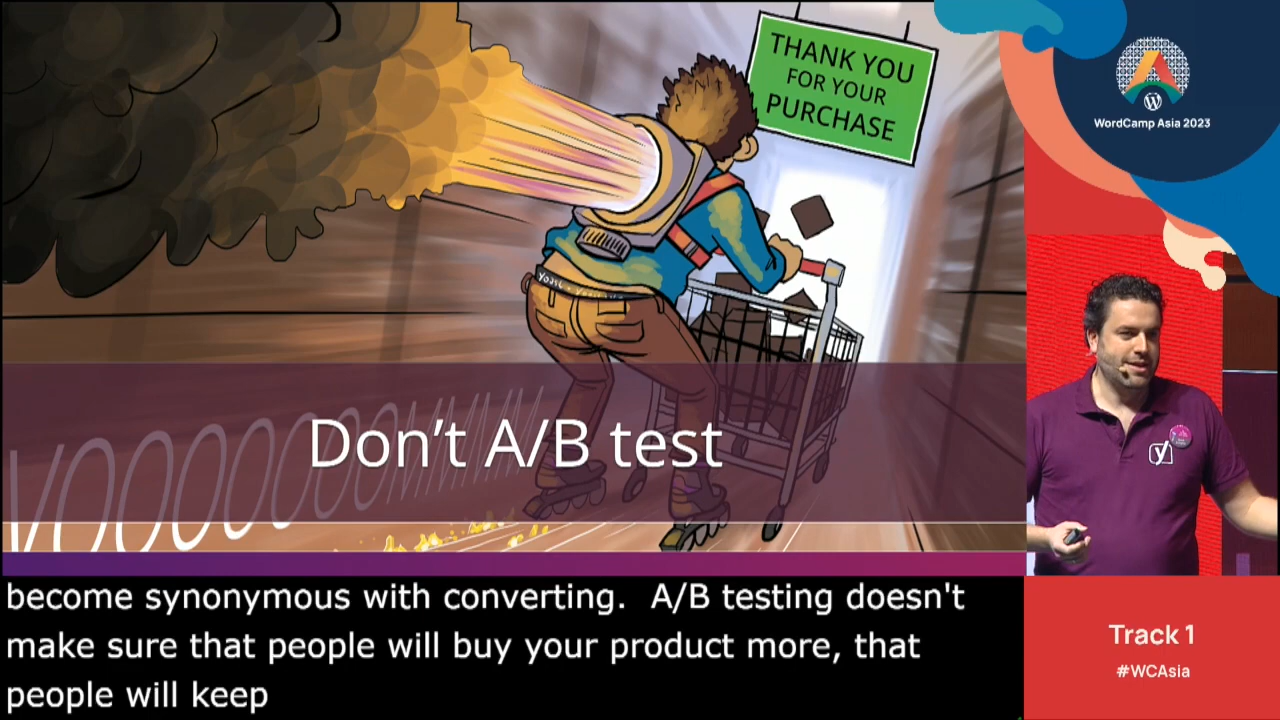 THANK YOU
FOR YOUR
PURCHASE
WordCamp Asia 2023
Don't A/B test
become synonymous with converting.  A/B testing doesn't
make sure that people will buy your product more, that
people will keep
Track 1
#WCAsia